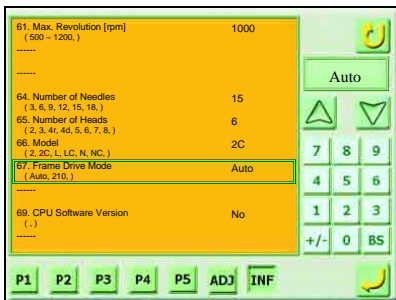 61. Max. Revolution [rpm] 1000
( 500 ~ 1200, )
------
------
64. Number of Needles 15
( 3, 6, 9, 12, 15, 18, )
65. Number of Heads 6
( 2, 3, 4r, 4d, 5, 6, 7, 8, )
66. Model 2C
( 2, 2C, L, LC, N, NC, )
67. Frame Drive Mode Auto
( Auto, 210, )
------
69. CPU Software Version No
( , )
------
Auto
7 8 9
4 5 6
1 2 3
+/- 0 BS
P1 P2 P3 P4 P5 ADJ INF